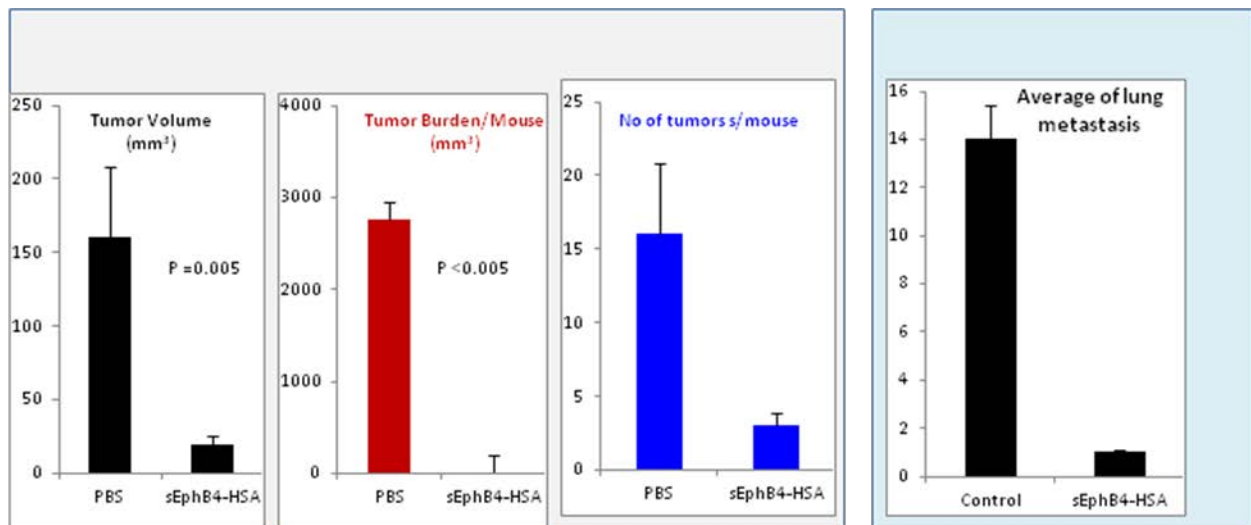 250
200
150
100
50
0
Tumor Volume
(mm³)
P =0.005
PBS sEphB4-HSA
4000
3000
2000
1000
0
Tumor Burden/Mouse
(mm³)
P <0.005
PBS sEphB4-HSA
25
20
15
10
5
0
No of tumors s/mouse
PBS sEphB4-HSA
16
14
12
10
8
6
4
2
0
Average of lung
metastasis
Control sEphB4-HSA